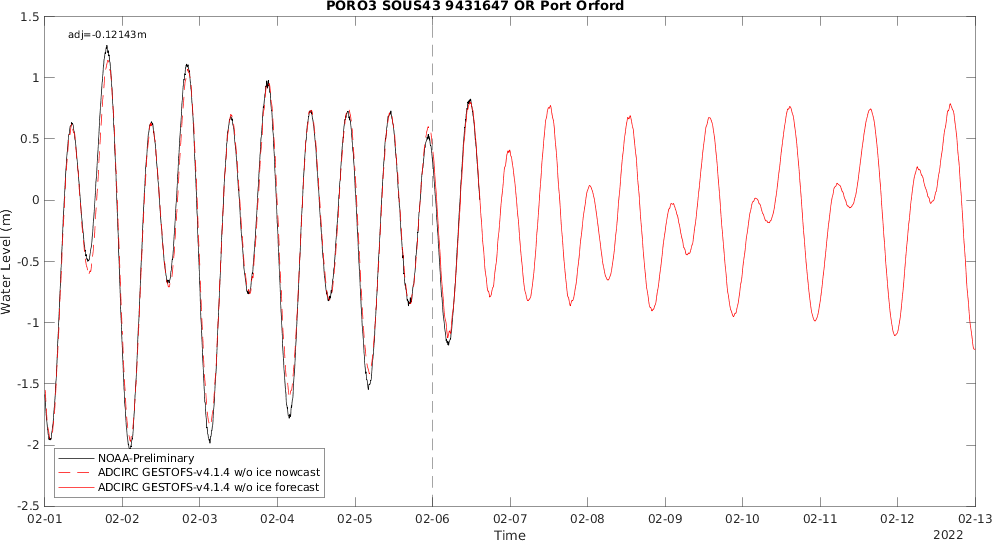 PORO3 SOUS43 9431647 OR Port Orford
adj=-0.12143m
1.5
1
0.5
0
-0.5
-1
-1.5
-2
-2.5
Water Level (m)
NOAA-Preliminary
ADCIRC GESTOFS-v4.1.4 w/o ice nowcast
ADCIRC GESTOFS-v4.1.4 w/o ice forecast
02-01 02-02 02-03 02-04 02-05 02-06 02-07 02-08 02-09 02-10 02-11 02-12 02-13
Time
2022